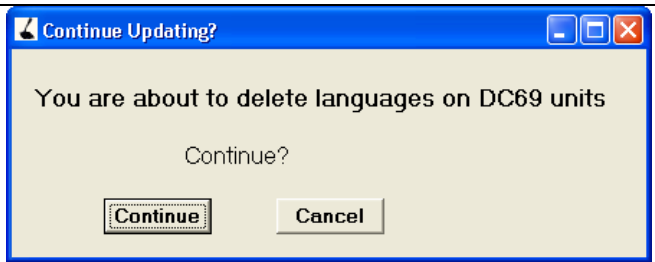 Continue Updating?
You are about to delete languages on DC69 units
Continue?
Continue Cancel